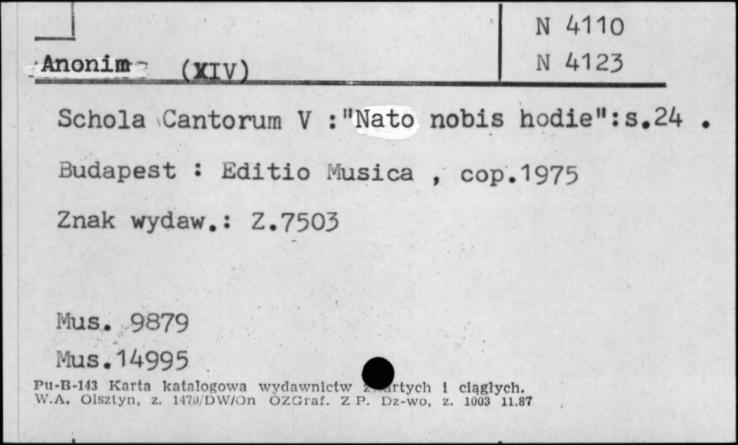 N 4110
Anonim (XIV) N 4123
Schola Cantorum V :"Nato nobis hodie":s.24 .
Budapest : Editio Musica , cop.1975
Znak wydaw.: Z.7503
Mus. 9879
Mus.14995
Pu-B-143 Karta katalogowa wydawnictw zwartych i ciągłych.
W.A. Olsztyn, z. 1470/DW/On OZGraf. Z P. Dz-wo, z. 1003 11.87